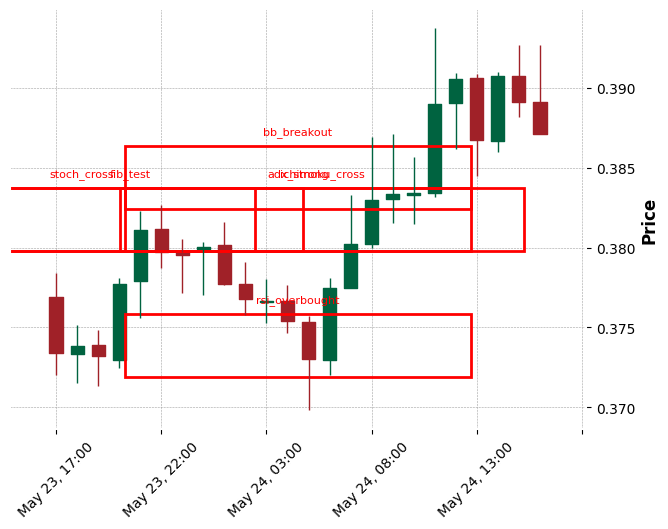 bb_breakout
stoch_cross
fib_test
adx_strong
ichimoku_cross
rsi_overbought
0.390
0.385
0.380
0.375
0.370
Price
May 23, 17:00
May 23, 22:00
May 24, 03:00
May 24, 08:00
May 24, 13:00